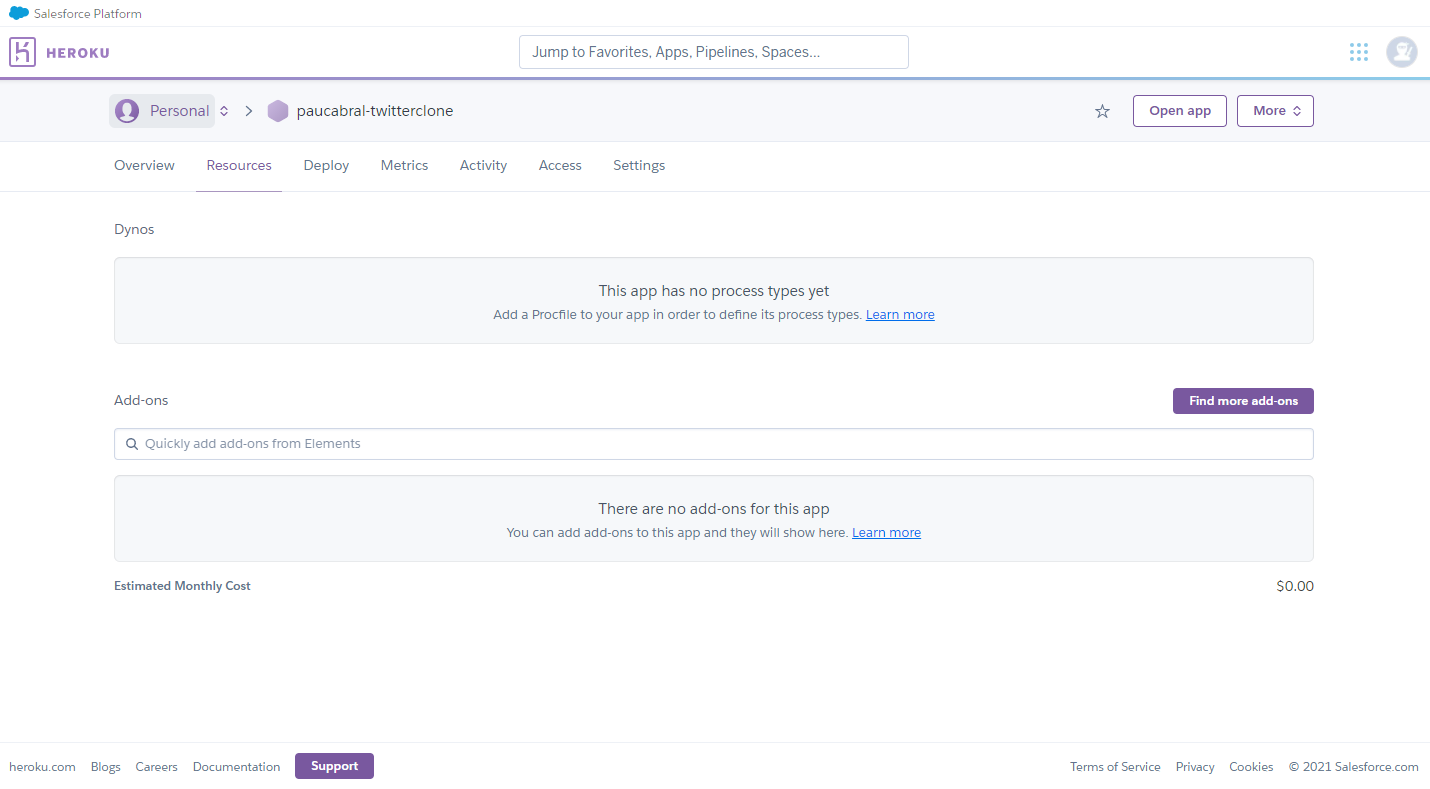 Salesforce Platform
HEROKU
Jump to Favorites, Apps, Pipelines, Spaces...
Personal
paucabral-twitterclone
Open app
More
Overview Resources Deploy Metrics Activity Access Settings
Dynos
This app has no process types yet
Add a Procfile to your app in order to define its process types. Learn more
Add-ons
Find more add-ons
Quickly add add-ons from Elements
There are no add-ons for this app
You can add add-ons to this app and they will show here. Learn more
Estimated Monthly Cost
$0.00
heroku.com Blogs Careers Documentation Support
Terms of Service Privacy Cookies © 2021 Salesforce.com